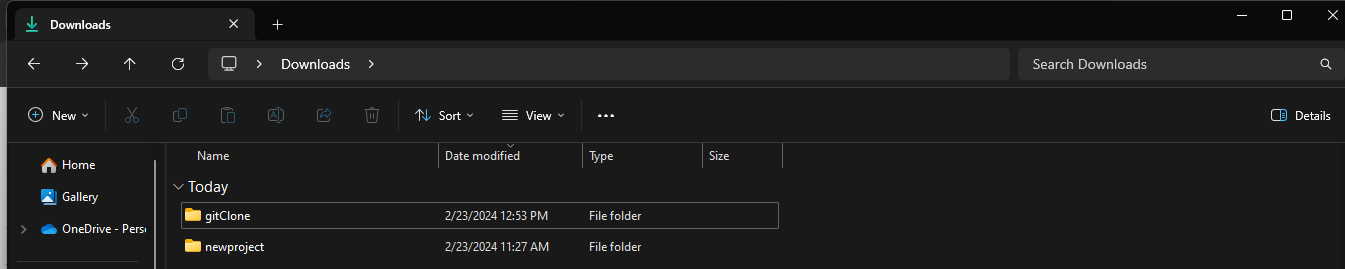 Downloads
Downloads
Search Downloads
New
Sort
View
Details
Name
Date modified
Type
Size
Home
Gallery
OneDrive - Pers
Today
gitClone
2/23/2024 12:53 PM
File folder
newproject
2/23/2024 11:27 AM
File folder